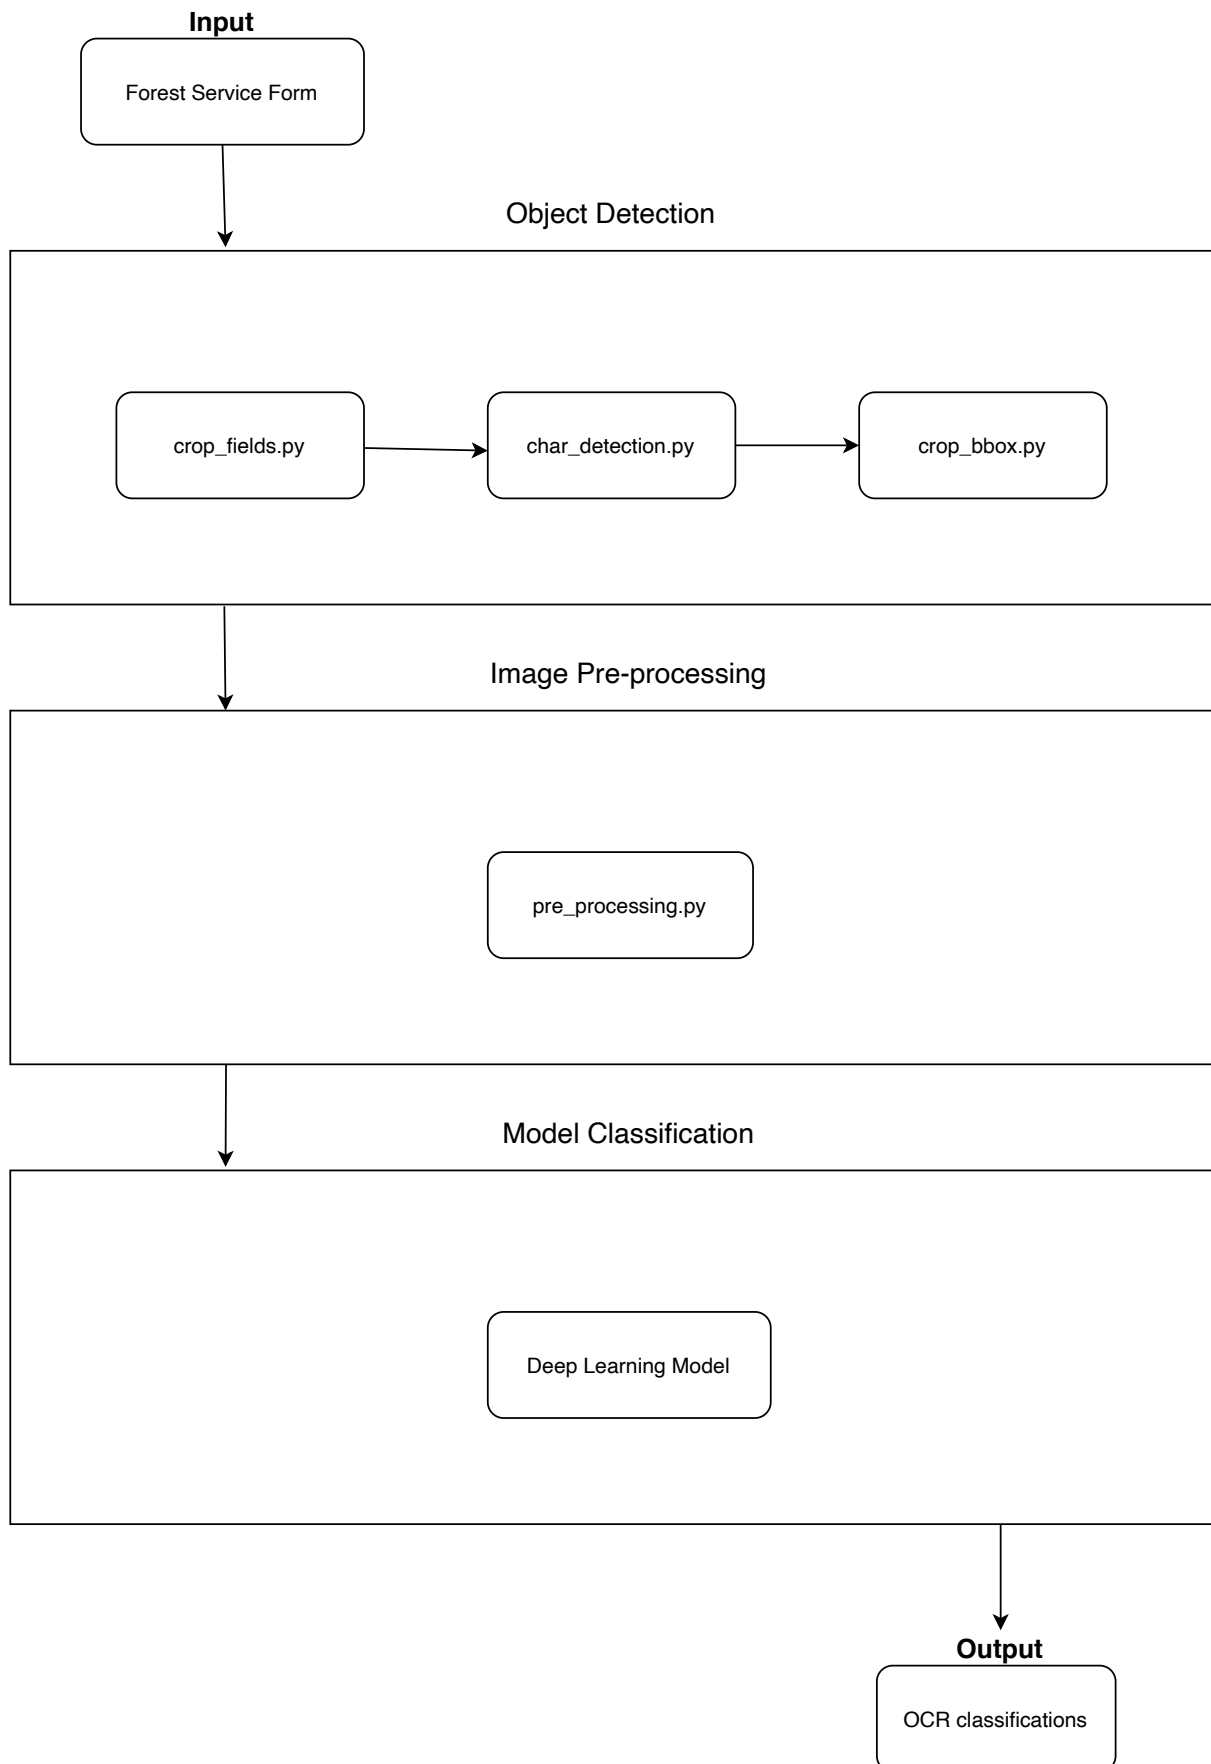 Input
Forest Service Form
Object Detection
crop_fields.py
char_detection.py
crop_bbox.py
Image Pre-processing
pre_processing.py
Model Classification
Deep Learning Model
Output
OCR classifications